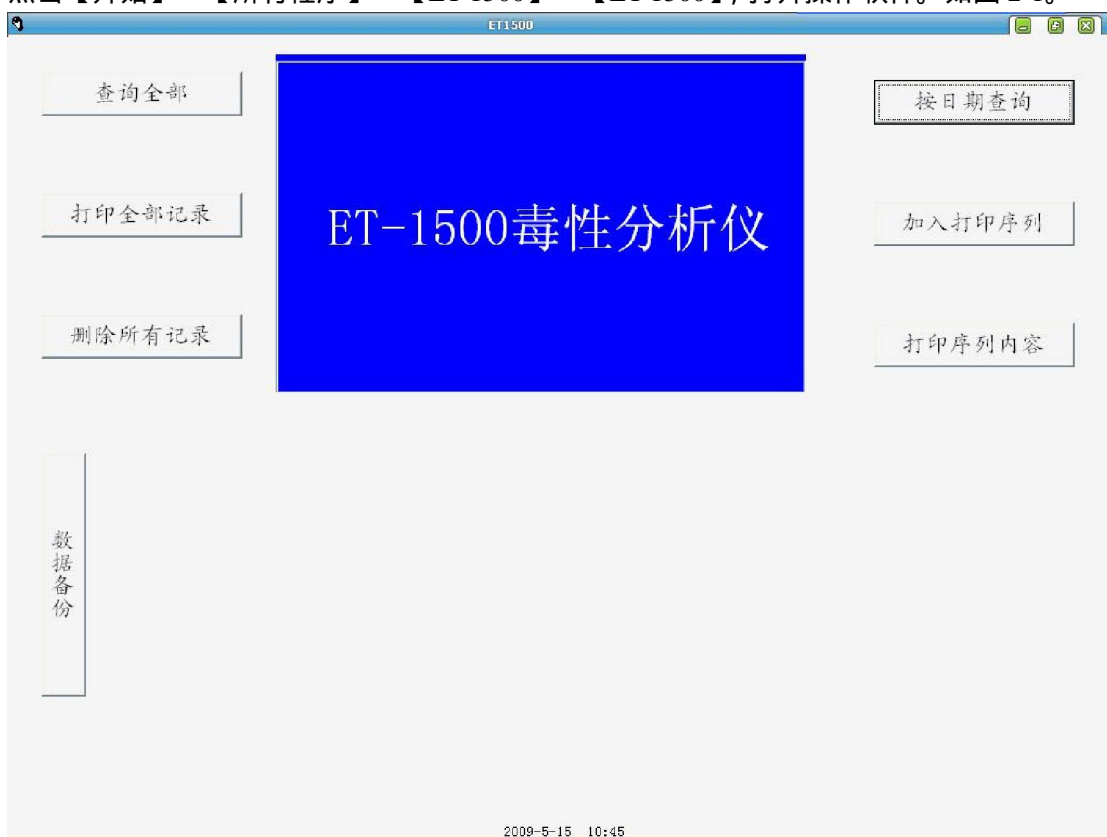 ET1500
查询全部
按日期查询
打印全部记录
ET-1500毒性分析仪
加入打印序列
删除所有记录
打印序列内容
数据备份
2009-5-15 10:45